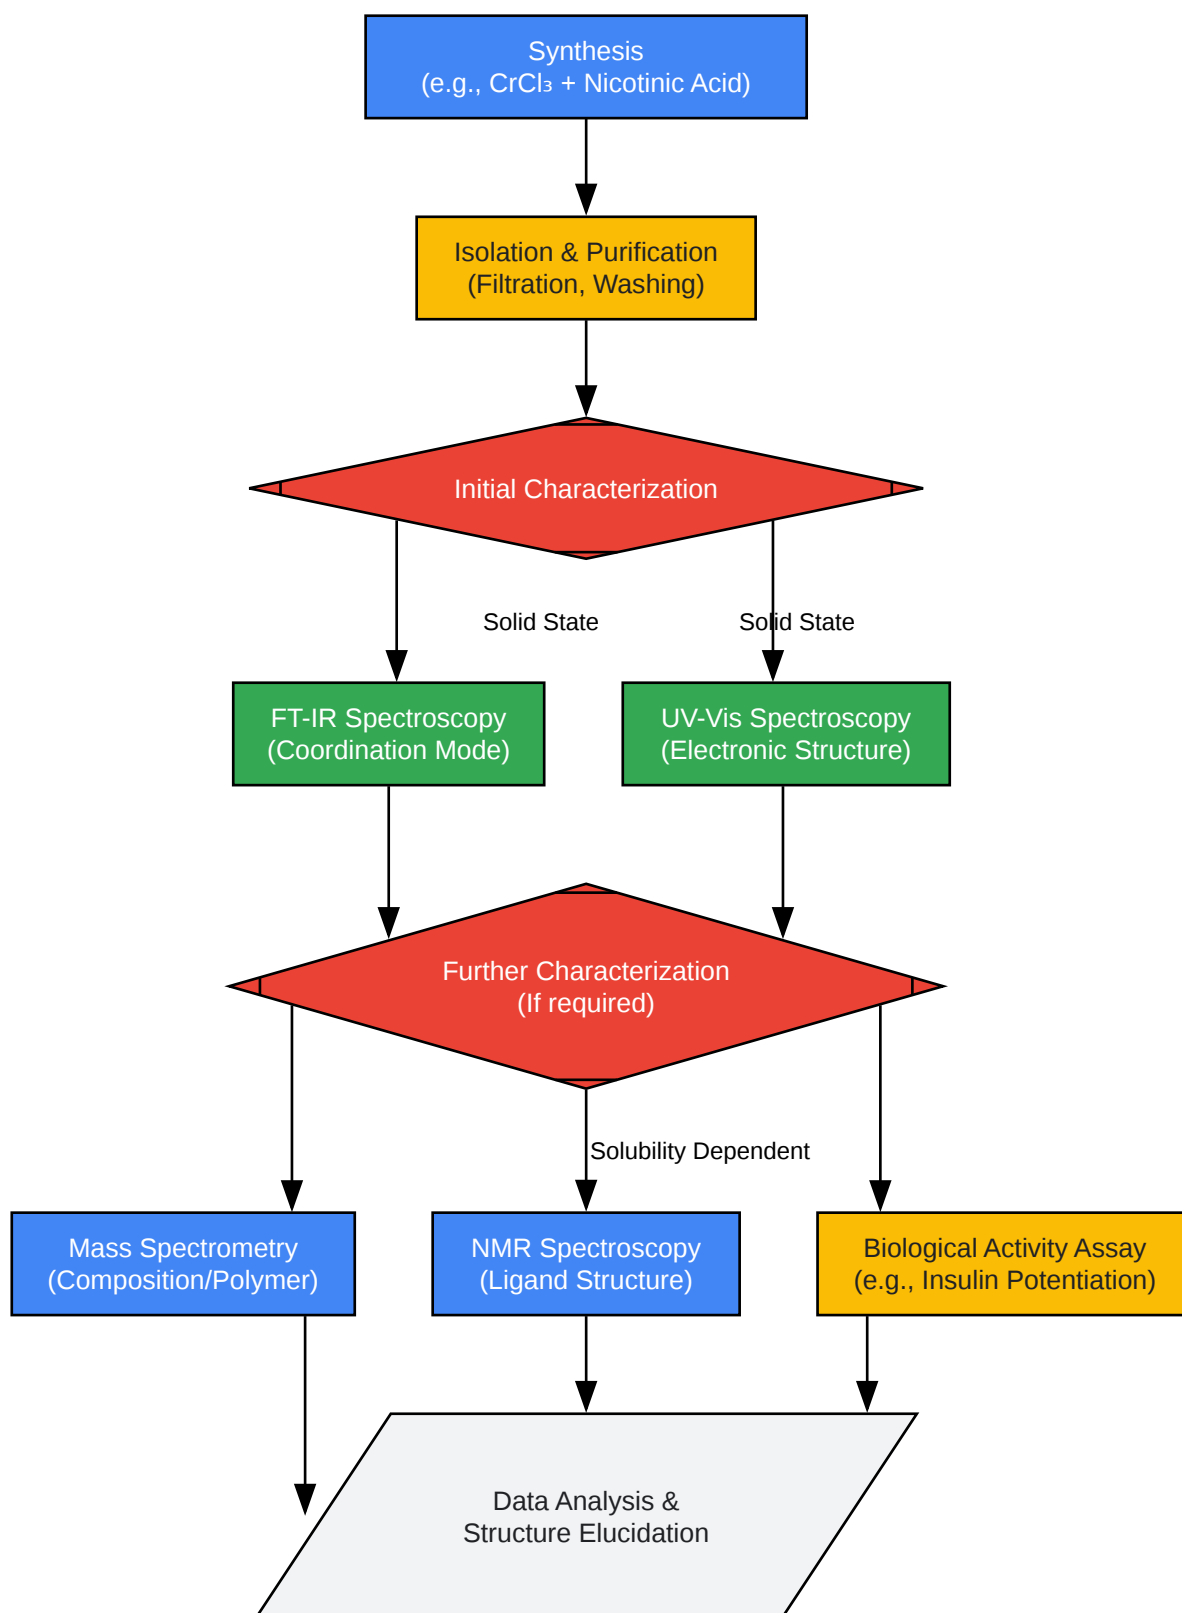 Synthesis
(e.g., CrCl₃ + Nicotinic Acid)
Isolation & Purification
(Filtration, Washing)
Initial Characterization
Solid State
Solid State
FT-IR Spectroscopy
(Coordination Mode)
UV-Vis Spectroscopy
(Electronic Structure)
Further Characterization
(If required)
Solubility Dependent
Mass Spectrometry
(Composition/Polymer)
NMR Spectroscopy
(Ligand Structure)
Biological Activity Assay
(e.g., Insulin Potentiation)
Data Analysis &
Structure Elucidation